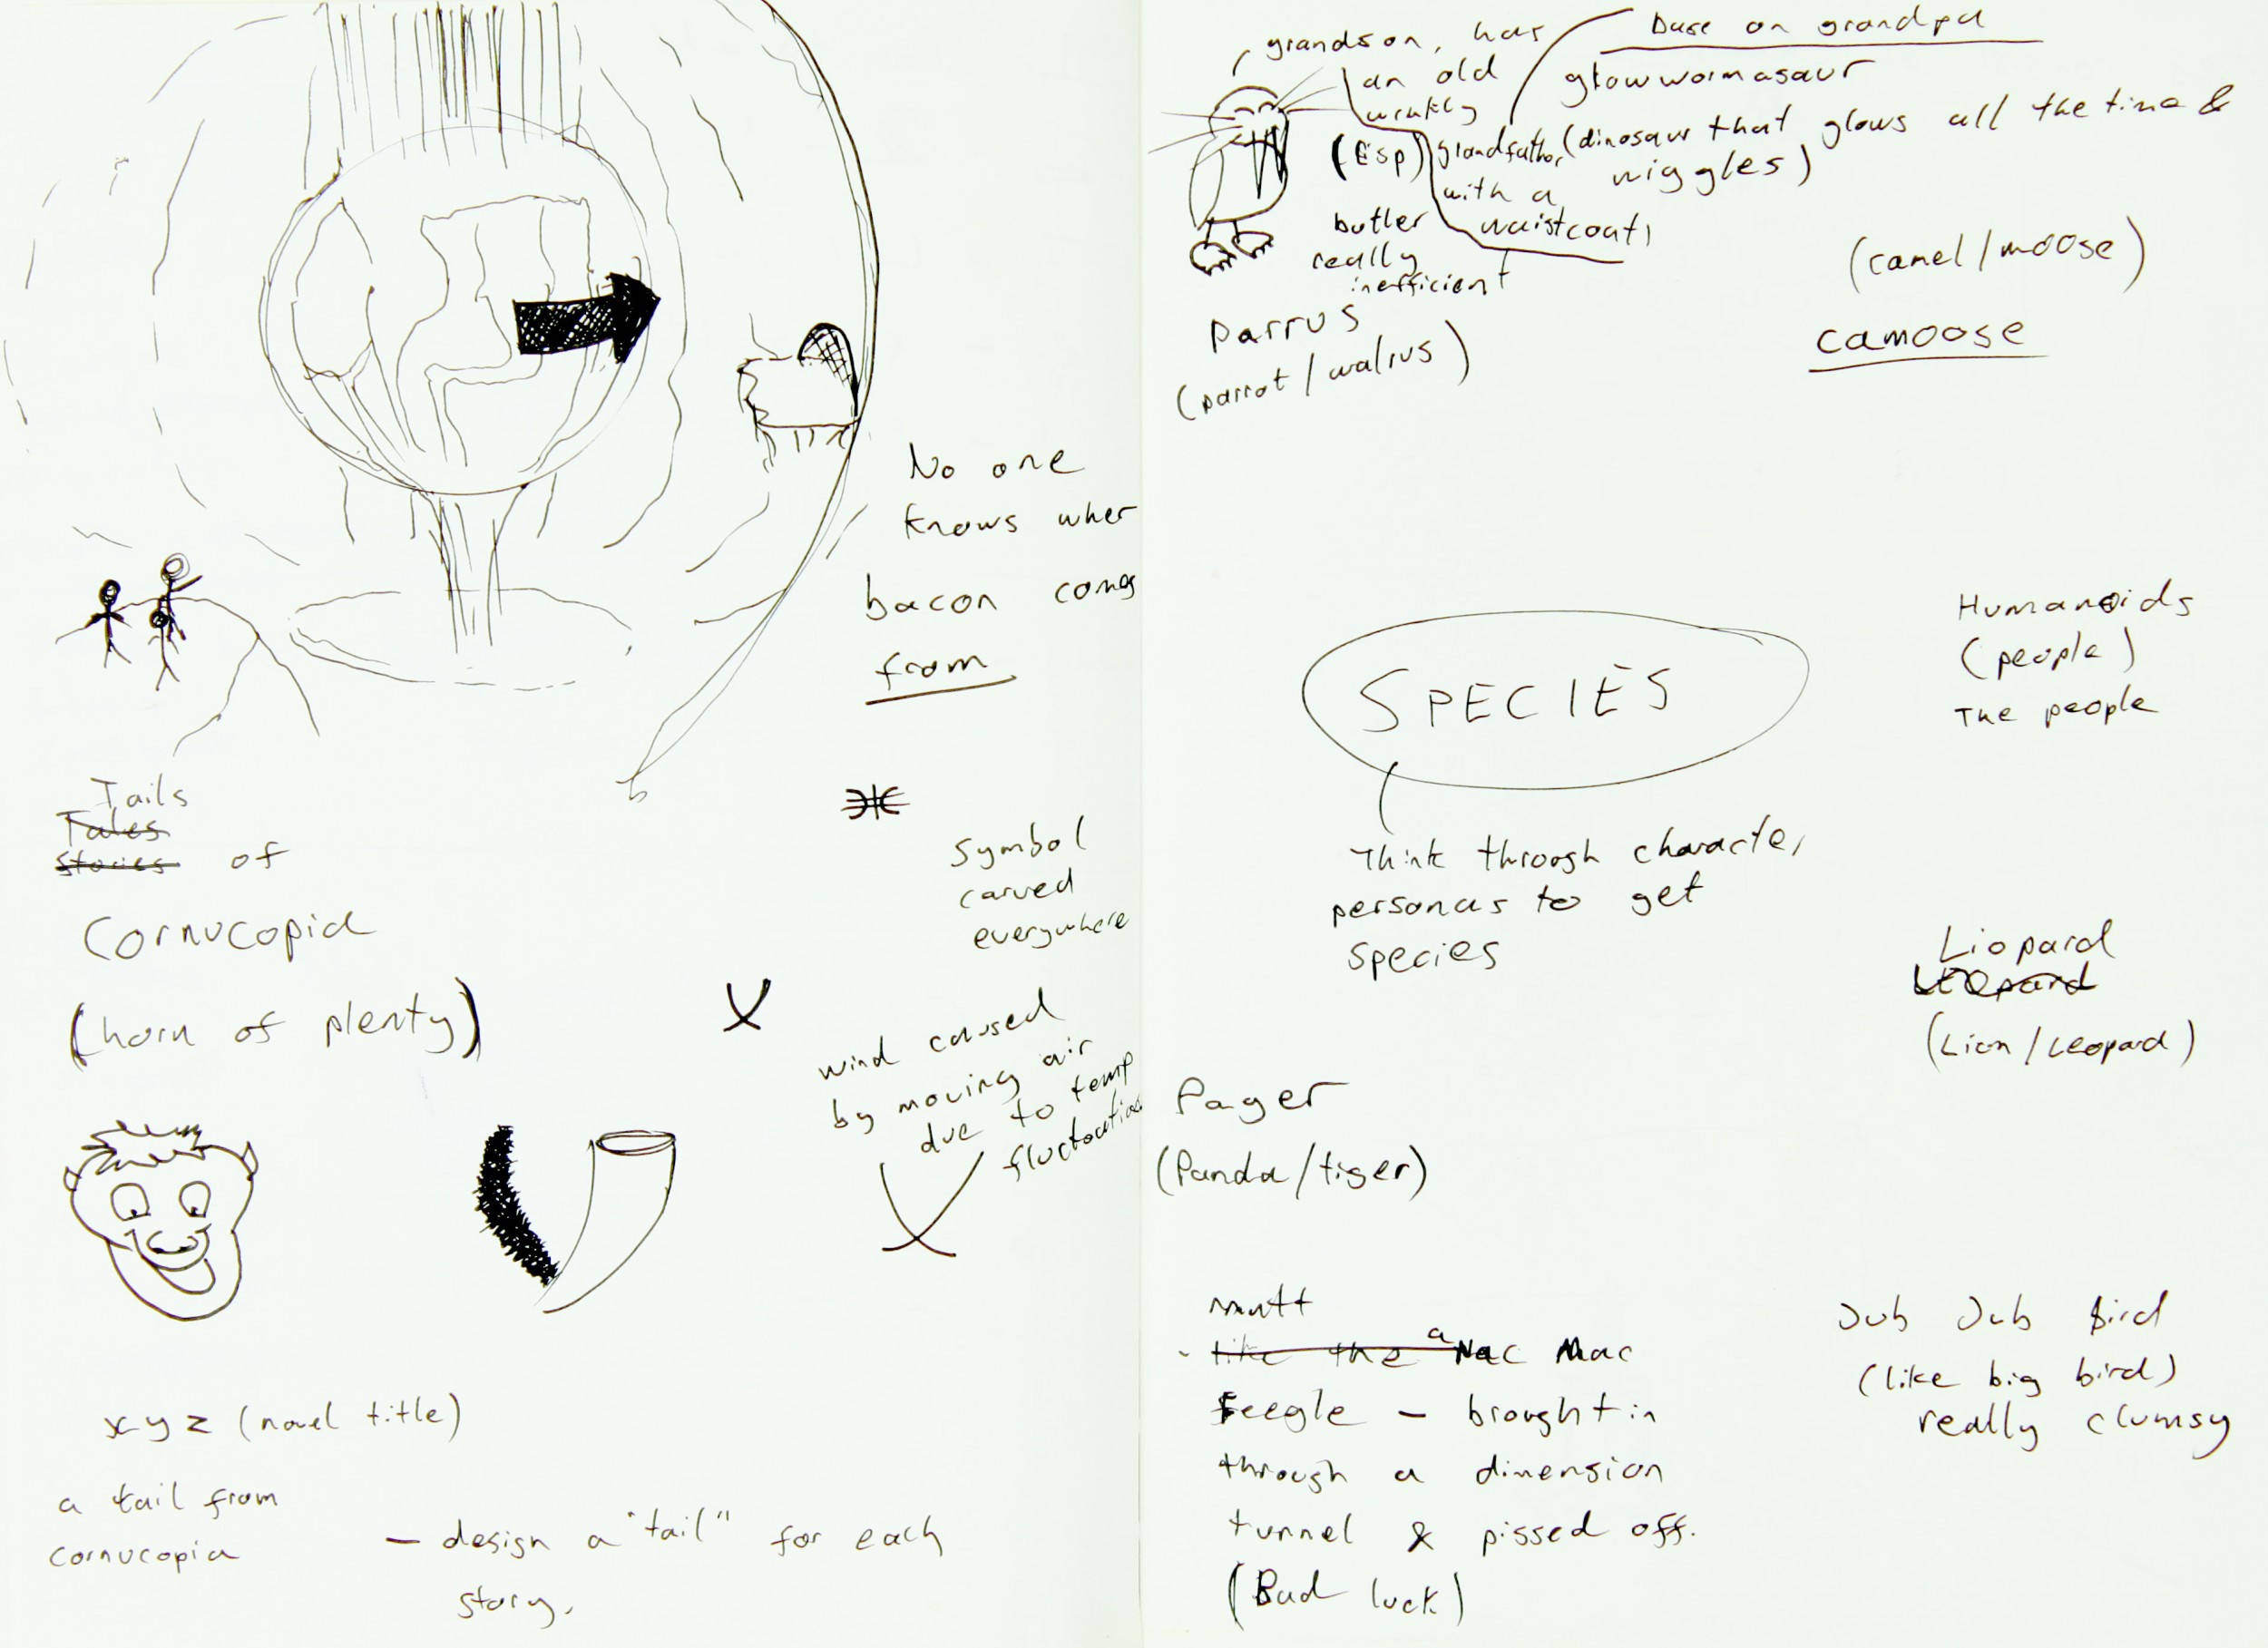 No one
knows wher
bacon comes
from
Tails
Tales
Stories of
Cornucopia
(horn of plenty)
Symbol
carved
everywhere
wind caused
by moving air
due to temp
fluctuation
xyz (novel title)
a tail from
cornucopia
– design a "tail" for each
story.
base on grandpa
grandson, has
an old
wrinkly
grandfather
with a
waistcoat)
glowwormasaur
(dinosaur that glows all the time &
wiggles)
(lisp)
butler
really
inefficient
Parrus
(parrot/walrus)
(camel/moose)
camoose
Humanoids
(people)
The people
SPECIES
Think through character
personas to get
species
Liopard
Leopard
(Lion/Leopard)
Pager
(Panda/tiger)
mutt
- like the a Nac Mac
Feegle – brought in
through a dimension
tunnel & pissed off.
(Bad luck)
Jub Jub Bird
(like big bird)
really clumsy